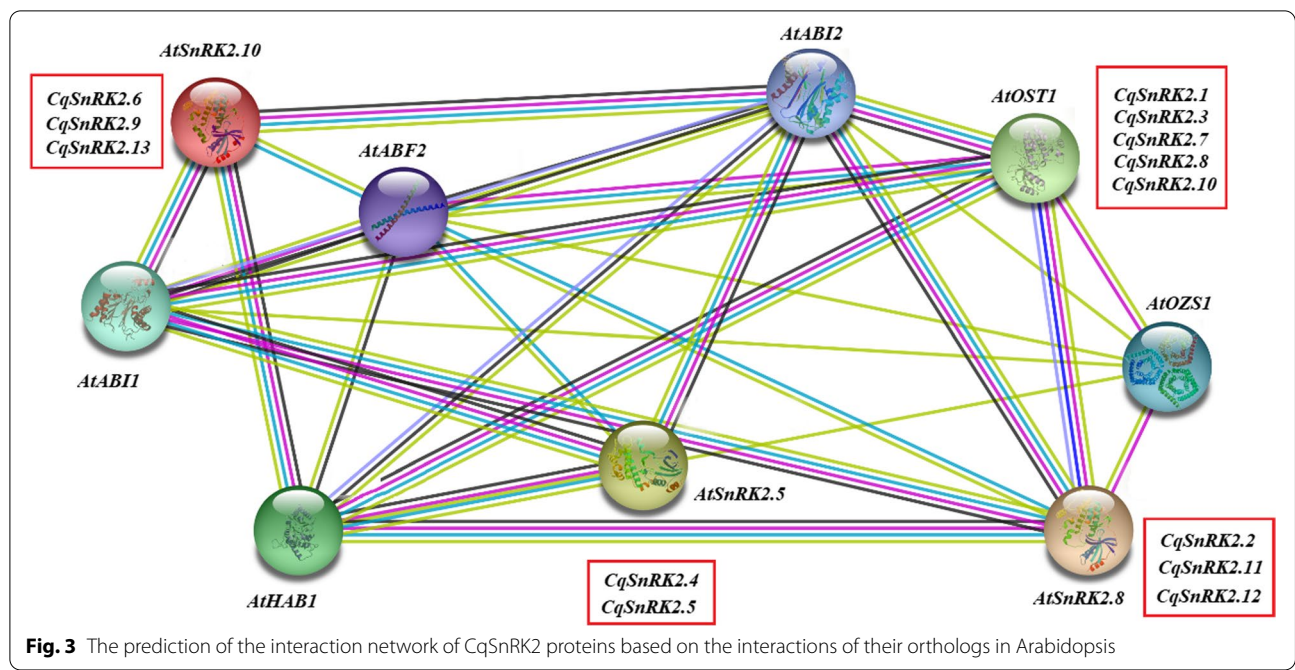 AtSnRK2.10
CqSnRK2.6
CqSnRK2.9
CqSnRK2.13
AtABF2
AtABI2
AtOST1
CqSnRK2.1
CqSnRK2.3
CqSnRK2.7
CqSnRK2.8
CqSnRK2.10
AtABI1
AtOZS1
AtSnRK2.5
AtHAB1
CqSnRK2.4
CqSnRK2.5
AtSnRK2.8
CqSnRK2.2
CqSnRK2.11
CqSnRK2.12
Fig. 3 The prediction of the interaction network of CqSnRK2 proteins based on the interactions of their orthologs in Arabidopsis